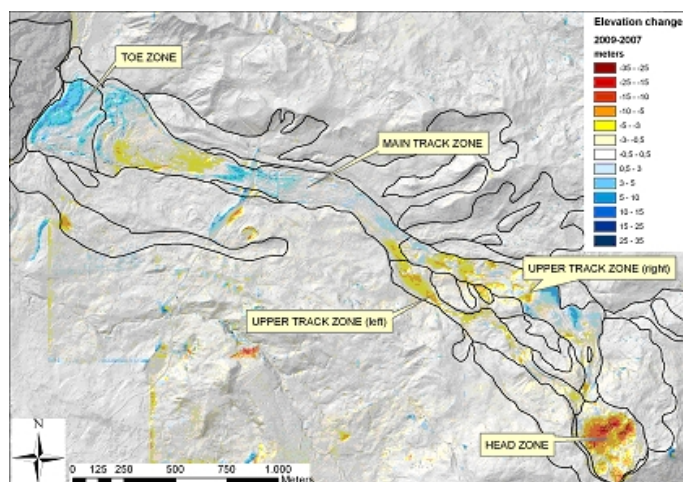 Elevation change
2009-2007
meters
-35 - -25
-25 - -15
-15 - -10
-10 - -5
-5 - -3
-3 - -0,5
-0,5 - 0,5
0,5 - 3
3 - 5
5 - 10
10 - 15
15 - 25
25 - 35
TOE ZONE
MAIN TRACK ZONE
UPPER TRACK ZONE (right)
UPPER TRACK ZONE (left)
HEAD ZONE
N
0 125 250 500 750 1.000
Meters